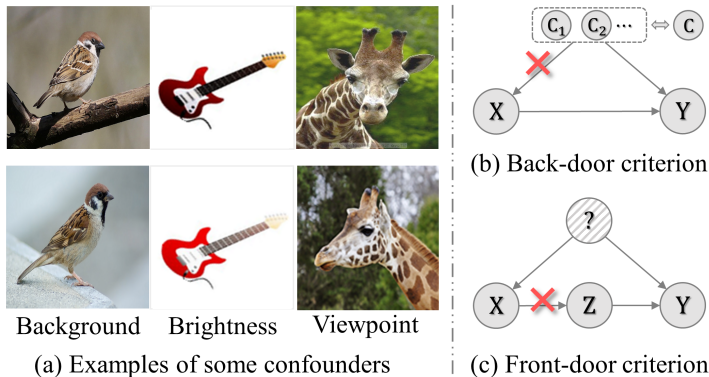 Background Brightness Viewpoint
(a) Examples of some confounders
C1 C2 ... ⇔ C
X Y
(b) Back-door criterion
?
X Z Y
(c) Front-door criterion